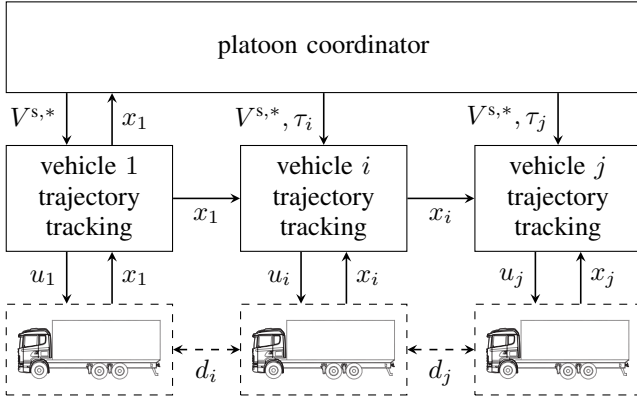 platoon coordinator
V^{s,*} x_1 V^{s,*}, τ_i V^{s,*}, τ_j
vehicle 1
trajectory
tracking
x_1
vehicle i
trajectory
tracking
x_i
vehicle j
trajectory
tracking
u_1 x_1 u_i x_i u_j x_j
d_i d_j